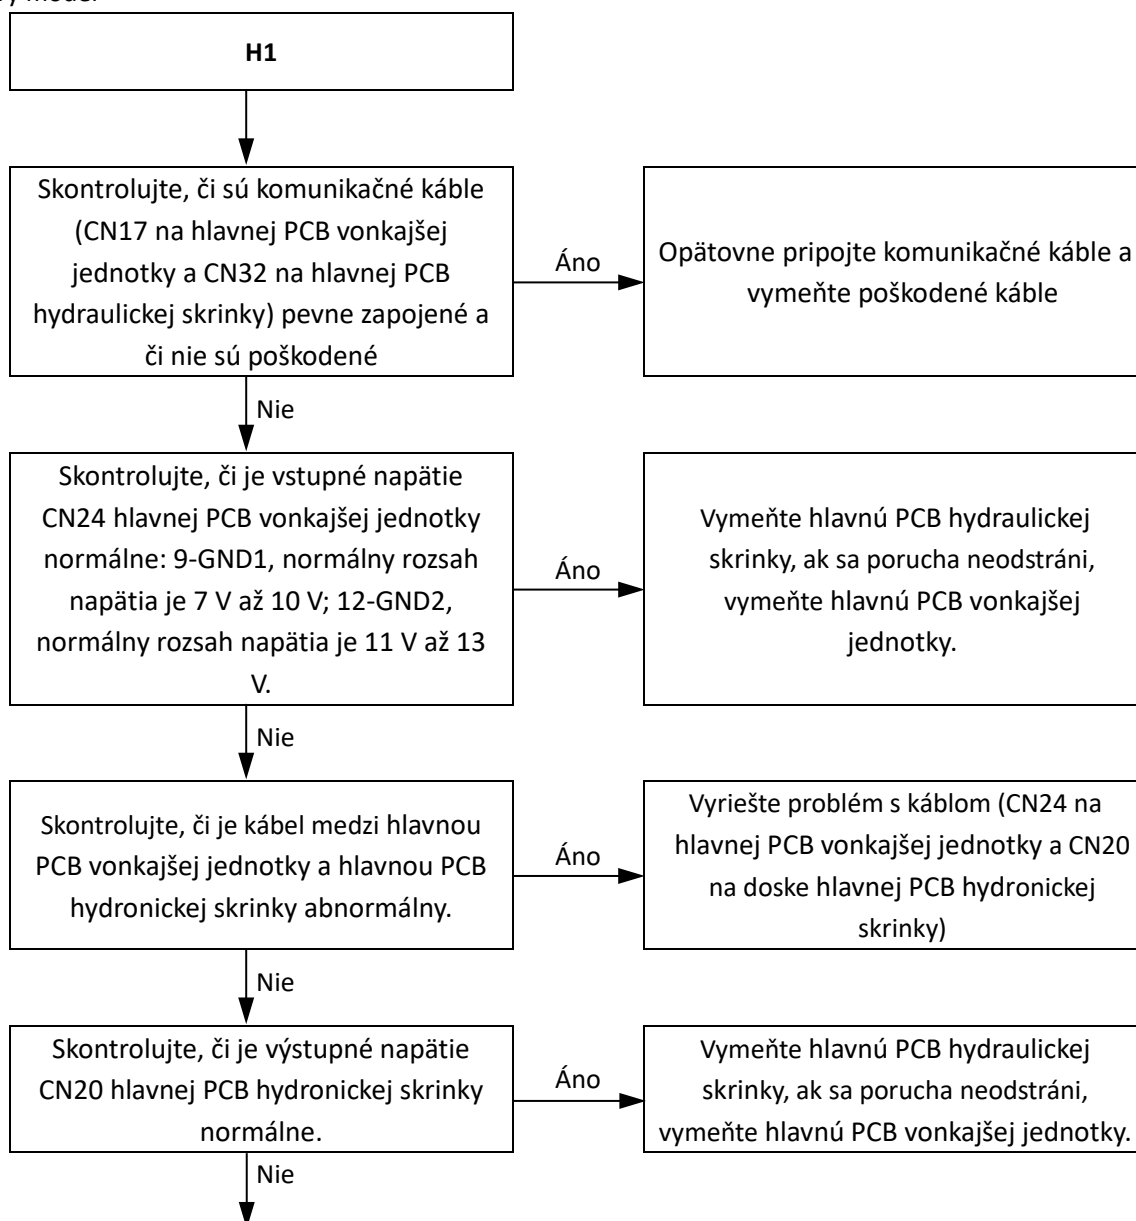 H1
Skontrolujte, či sú komunikačné káble
(CN17 na hlavnej PCB vonkajšej
jednotky a CN32 na hlavnej PCB
hydraulickej skrinky) pevne zapojené a
či nie sú poškodené
Áno
Opätovne pripojte komunikačné káble a
vymeňte poškodené káble
Nie
Skontrolujte, či je vstupné napätie
CN24 hlavnej PCB vonkajšej jednotky
normálne: 9-GND1, normálny rozsah
napätia je 7 V až 10 V; 12-GND2,
normálny rozsah napätia je 11 V až 13
V.
Áno
Vymeňte hlavnú PCB hydraulickej
skrinky, ak sa porucha neodstráni,
vymeňte hlavnú PCB vonkajšej
jednotky.
Nie
Skontrolujte, či je kábel medzi hlavnou
PCB vonkajšej jednotky a hlavnou PCB
hydronickej skrinky abnormálny.
Áno
Vyriešte problém s káblom (CN24 na
hlavnej PCB vonkajšej jednotky a CN20
na doske hlavnej PCB hydronickej
skrinky)
Nie
Skontrolujte, či je výstupné napätie
CN20 hlavnej PCB hydronickej skrinky
normálne.
Áno
Vymeňte hlavnú PCB hydraulickej
skrinky, ak sa porucha neodstráni,
vymeňte hlavnú PCB vonkajšej jednotky.
Nie